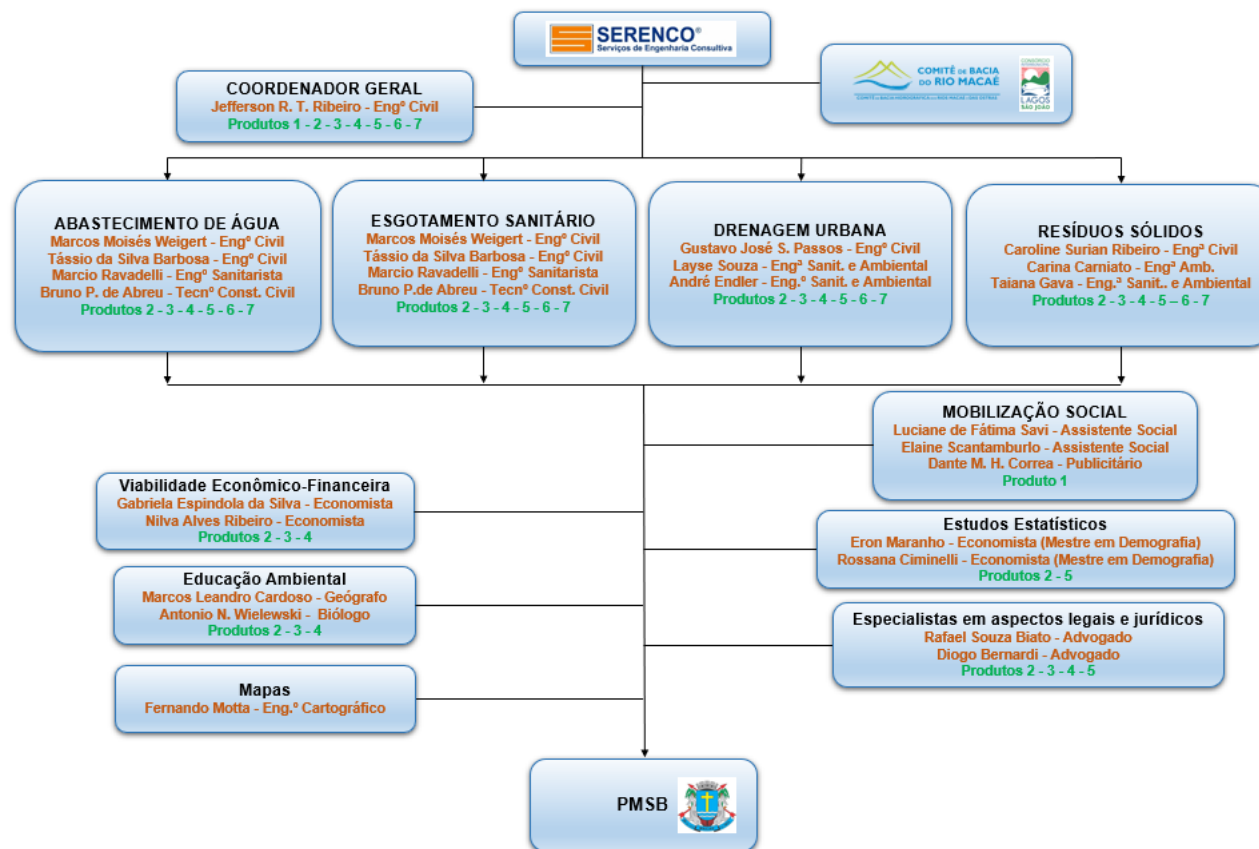 SERENCO®
Serviços de Engenharia Consultiva
COORDENADOR GERAL
Jefferson R. T. Ribeiro - Engº Civil
Produtos 1 - 2 - 3 - 4 - 5 - 6 - 7
COMITÊ DE BACIA
DO RIO MACAÉ
LAGOS
SÃO JOÃO
ABASTECIMENTO DE ÁGUA
Marcos Moisés Weigert - Engº Civil
Tássio da Silva Barbosa - Engº Civil
Marcio Ravadelli - Engº Sanitarista
Bruno P. de Abreu - Tecnº Const. Civil
Produtos 2 - 3 - 4 - 5 - 6 - 7
ESGOTAMENTO SANITÁRIO
Marcos Moisés Weigert - Engº Civil
Tássio da Silva Barbosa - Engº Civil
Marcio Ravadelli - Engº Sanitarista
Bruno P.de Abreu - Tecnº Const. Civil
Produtos 2 - 3 - 4 - 5 - 6 - 7
DRENAGEM URBANA
Gustavo José S. Passos - Engº Civil
Layse Souza - Engª Sanit. e Ambiental
André Endler - Eng.º Sanit. e Ambiental
Produtos 2 - 3 - 4 - 5 - 6 - 7
RESÍDUOS SÓLIDOS
Caroline Surian Ribeiro - Engª Civil
Carina Carniato - Engª Amb.
Taiana Gava - Eng.ª Sanit.. e Ambiental
Produtos 2 - 3 - 4 - 5 – 6 - 7
MOBILIZAÇÃO SOCIAL
Luciane de Fátima Savi - Assistente Social
Elaine Scantamburlo - Assistente Social
Dante M. H. Correa - Publicitário
Produto 1
Viabilidade Econômico-Financeira
Gabriela Espindola da Silva - Economista
Nilva Alves Ribeiro - Economista
Produtos 2 - 3 - 4
Estudos Estatísticos
Eron Maranho - Economista (Mestre em Demografia)
Rossana Ciminelli - Economista (Mestre em Demografia)
Produtos 2 - 5
Educação Ambiental
Marcos Leandro Cardoso - Geógrafo
Antonio N. Wielewski - Biólogo
Produtos 2 - 3 - 4
Especialistas em aspectos legais e jurídicos
Rafael Souza Biato - Advogado
Diogo Bernardi - Advogado
Produtos 2 - 3 - 4 - 5
Mapas
Fernando Motta - Eng.º Cartográfico
PMSB